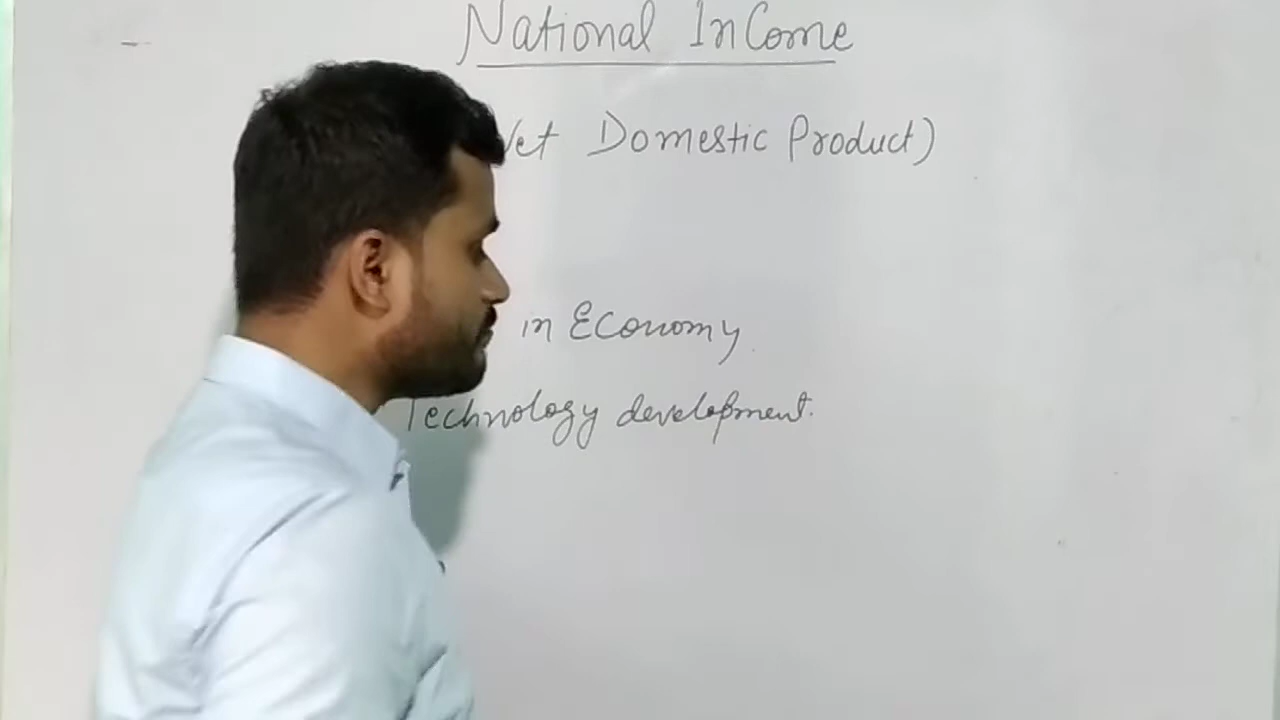 National InCome
Net Domestic Product)
in Economy
Technology development.